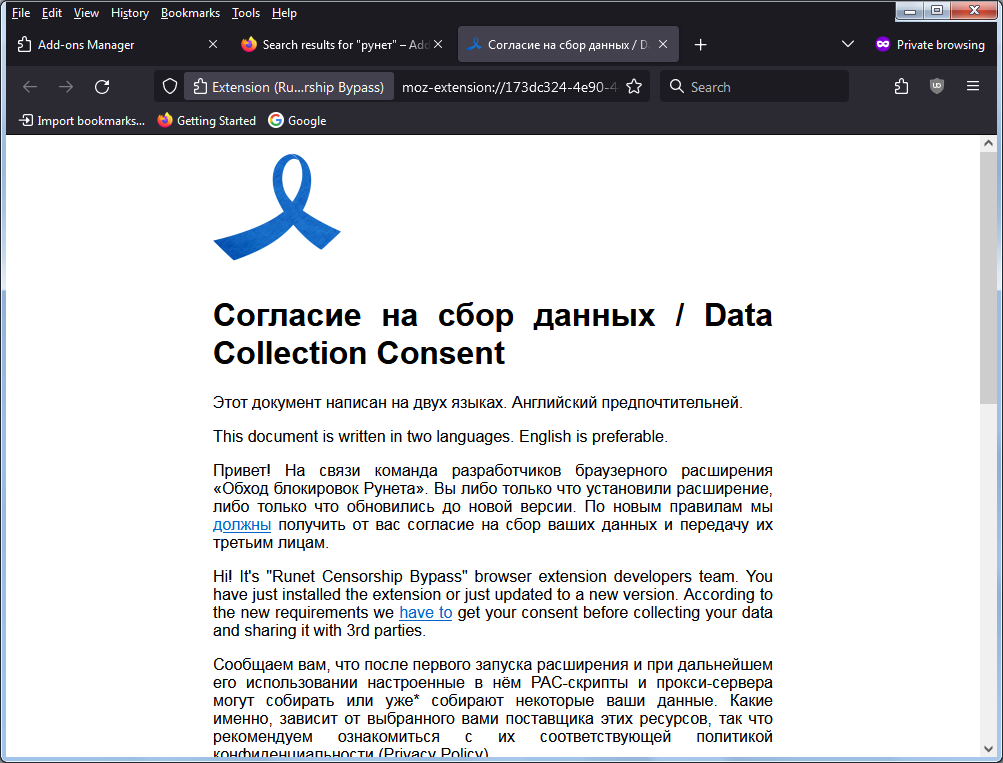 File Edit View History Bookmarks Tools Help
Add-ons Manager
Search results for "рунет" – Add
Согласие на сбор данных / D
Private browsing
Extension (Ru...rship Bypass)
moz-extension://173dc324-4e90-4
Search
Import bookmarks...
Getting Started
Google
Согласие на сбор данных / Data
Collection Consent
Этот документ написан на двух языках. Английский предпочтительней.
This document is written in two languages. English is preferable.
Привет! На связи команда разработчиков браузерного расширения
«Обход блокировок Рунета». Вы либо только что установили расширение,
либо только что обновились до новой версии. По новым правилам мы
должны получить от вас согласие на сбор ваших данных и передачу их
третьим лицам.
Hi! It's "Runet Censorship Bypass" browser extension developers team. You
have just installed the extension or just updated to a new version. According to
the new requirements we have to get your consent before collecting your data
and sharing it with 3rd parties.
Сообщаем вам, что после первого запуска расширения и при дальнейшем
его использовании настроенные в нём PAC-скрипты и прокси-сервера
могут собирать или уже* собирают некоторые ваши данные. Какие
именно, зависит от выбранного вами поставщика этих ресурсов, так что
рекомендуем ознакомиться с их соответствующей политикой
конфиденциальности (Privacy Policy)